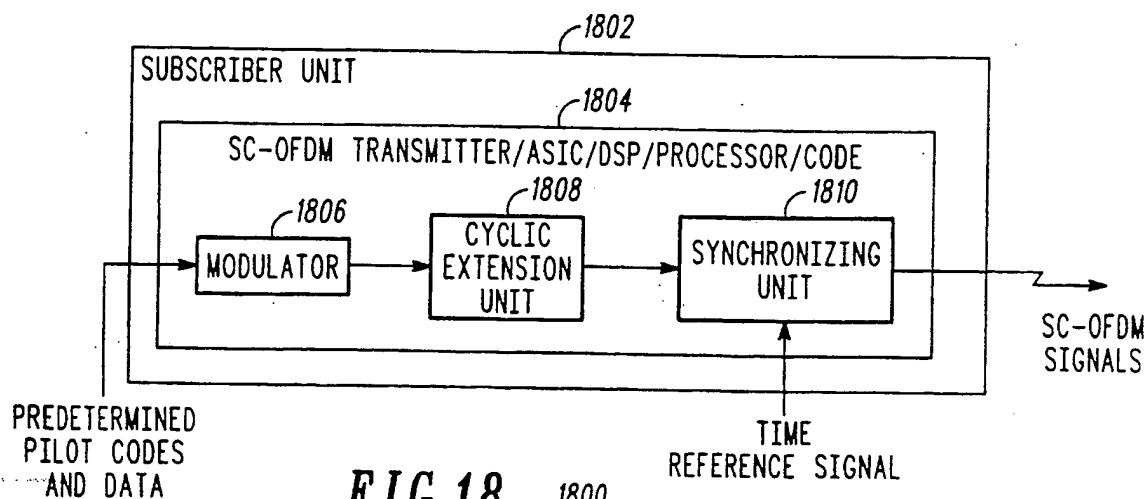 1802
SUBSCRIBER UNIT
1804
SC-OFDM TRANSMITTER/ASIC/DSP/PROCESSOR/CODE
1806
MODULATOR
1808
CYCLIC
EXTENSION
UNIT
1810
SYNCHRONIZING
UNIT
SC-OFDM
SIGNALS
PREDETERMINED
PILOT CODES
AND DATA
TIME
REFERENCE SIGNAL
FIG.18
1800